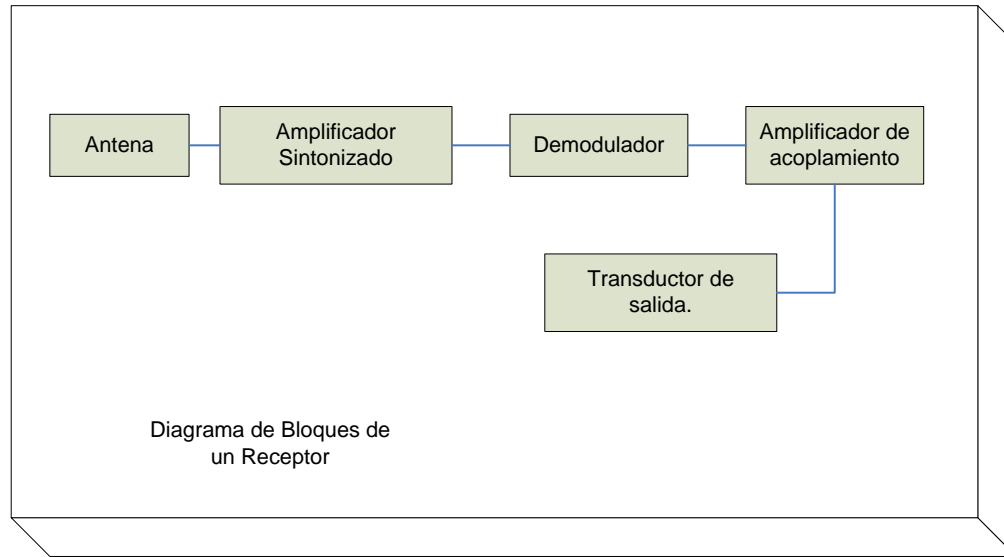 Antena
Amplificador
Sintonizado
Demodulador
Amplificador de
acoplamiento
Transductor de
salida.
Diagrama de Bloques de
un Receptor